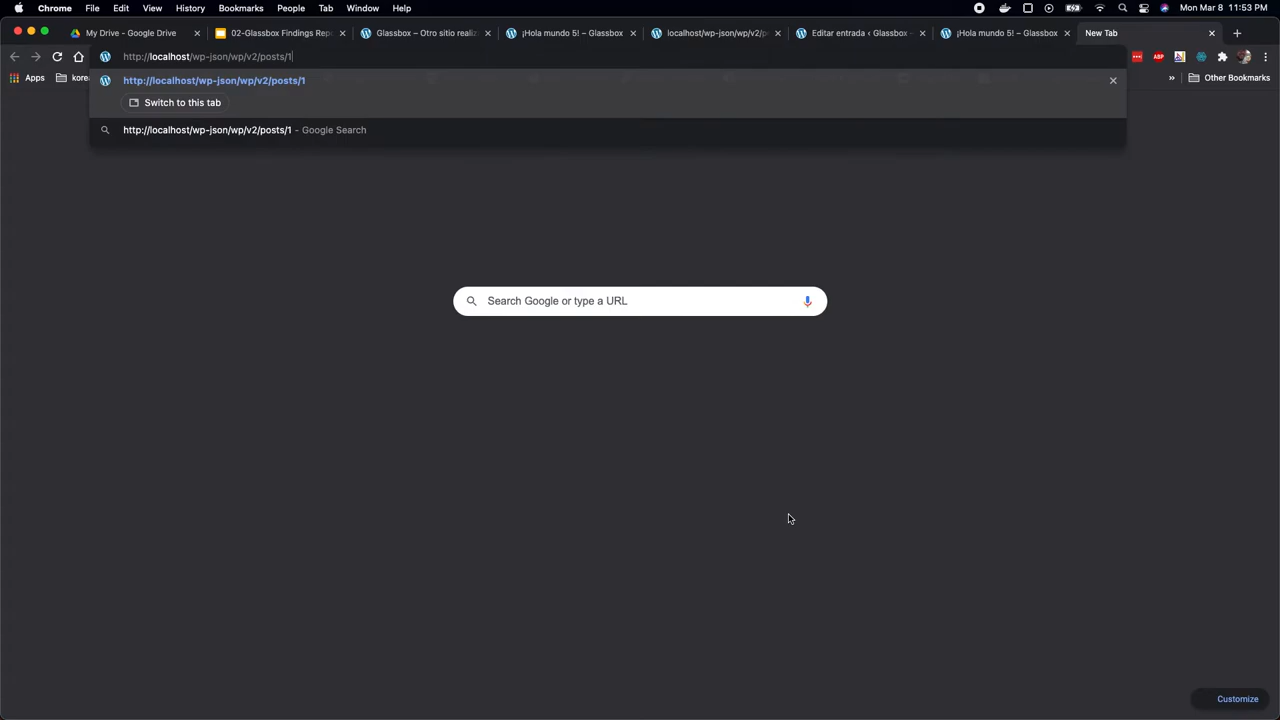 Chrome File Edit View History Bookmarks People Tab Window Help Mon Mar 8 11:53 PM
My Drive - Google Drive 02-Glassbox Findings Repo Glassbox – Otro sitio realiz ¡Hola mundo 5! – Glassbox localhost/wp-json/wp/v2/po Editar entrada ‹ Glassbox ¡Hola mundo 5! – Glassbox New Tab
http://localhost/wp-json/wp/v2/posts/1
Apps korea » Other Bookmarks
http://localhost/wp-json/wp/v2/posts/1
Switch to this tab
http://localhost/wp-json/wp/v2/posts/1 - Google Search
ABP
Search Google or type a URL
Customize